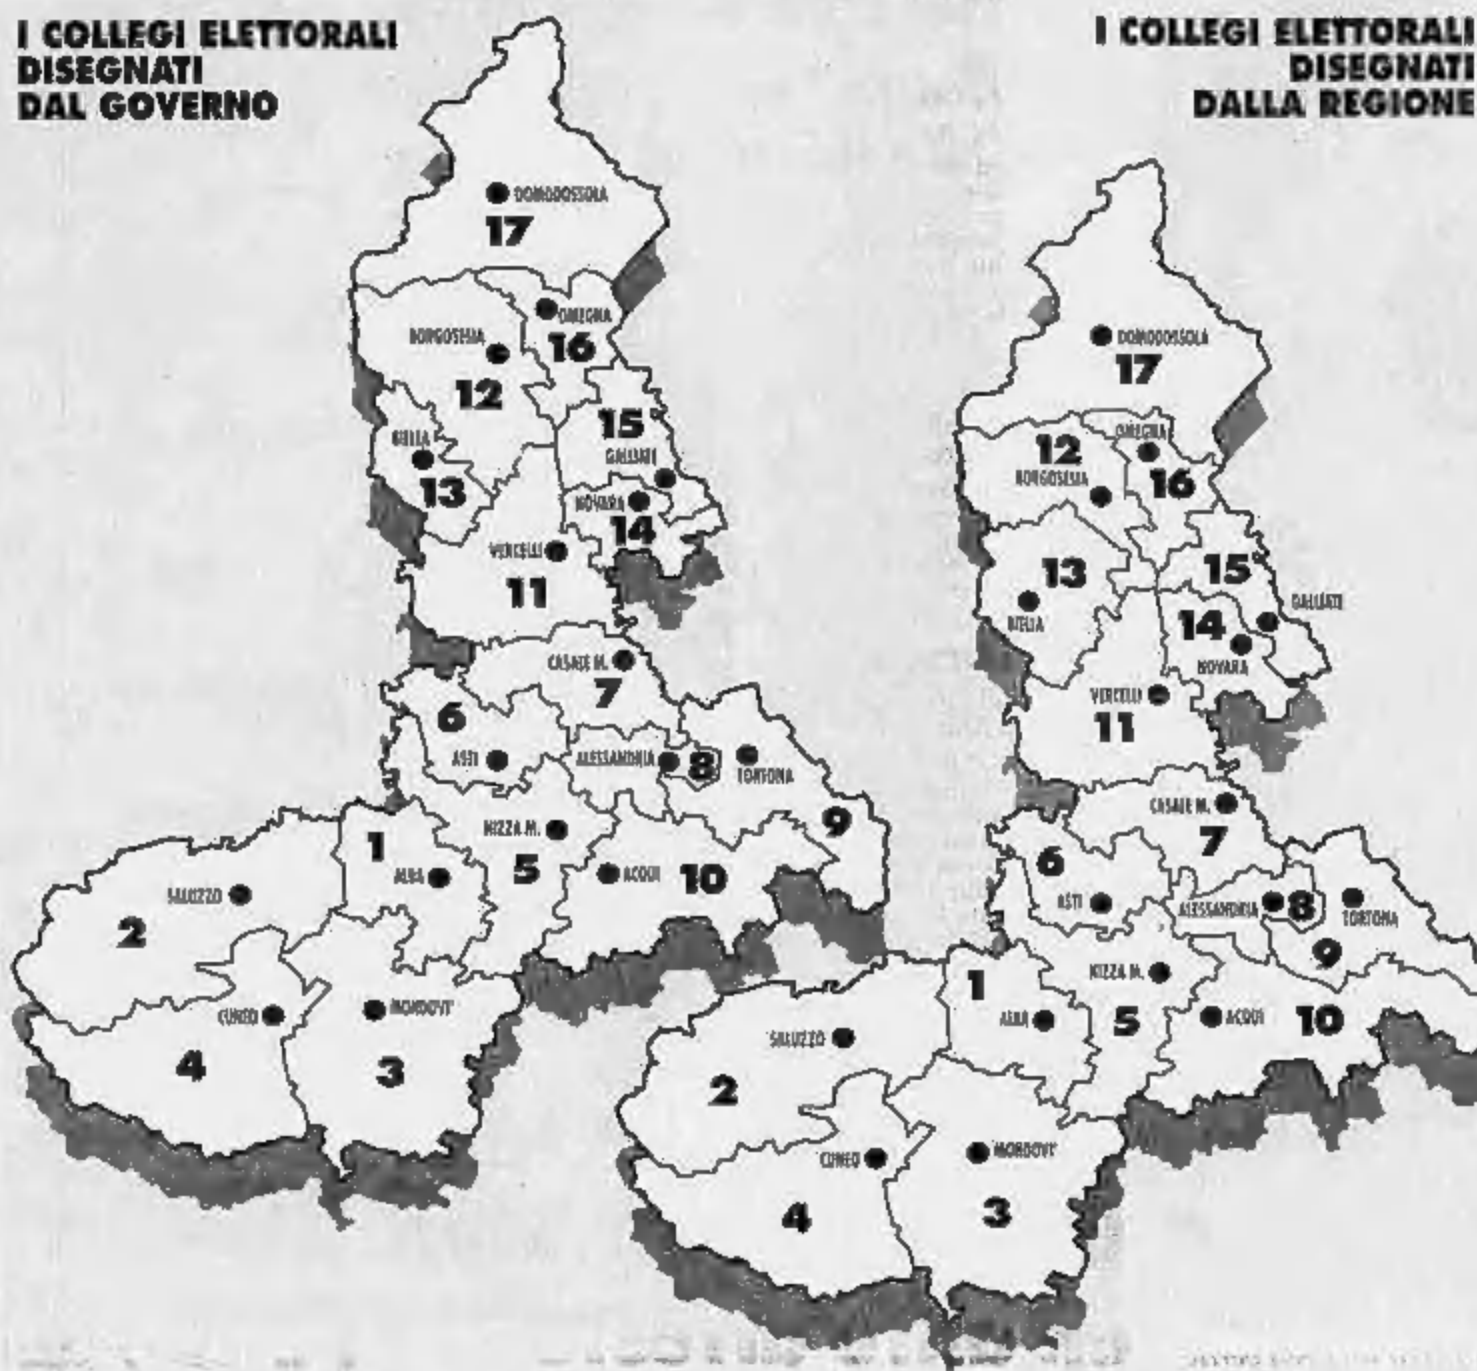 I COLLEGI ELETTORALI
DISEGNATI
DAL GOVERNO
DOMODOSSOLA
17
OMEGNA
16
BORGOSESIA
12
15
GALLIATE
BIELLA
13
NOVARA
14
VERCELLI
11
CASALE M.
7
6
ASTI
ALESSANDRIA
8
TORTONA
9
1
ALBA
NIZZA M.
5
ACQUI
10
SALUZZO
2
CUNEO
4
MONDOVI'
3
I COLLEGI ELETTORALI
DISEGNATI
DALLA REGIONE
DOMODOSSOLA
17
OMEGNA
16
12
BORGOSESIA
13
BIELLA
15
GALLIATE
14
NOVARA
VERCELLI
11
CASALE M.
7
6
ASTI
ALESSANDRIA
8
TORTONA
9
1
ALBA
NIZZA M.
5
ACQUI
10
SALUZZO
2
CUNEO
4
MONDOVI'
3